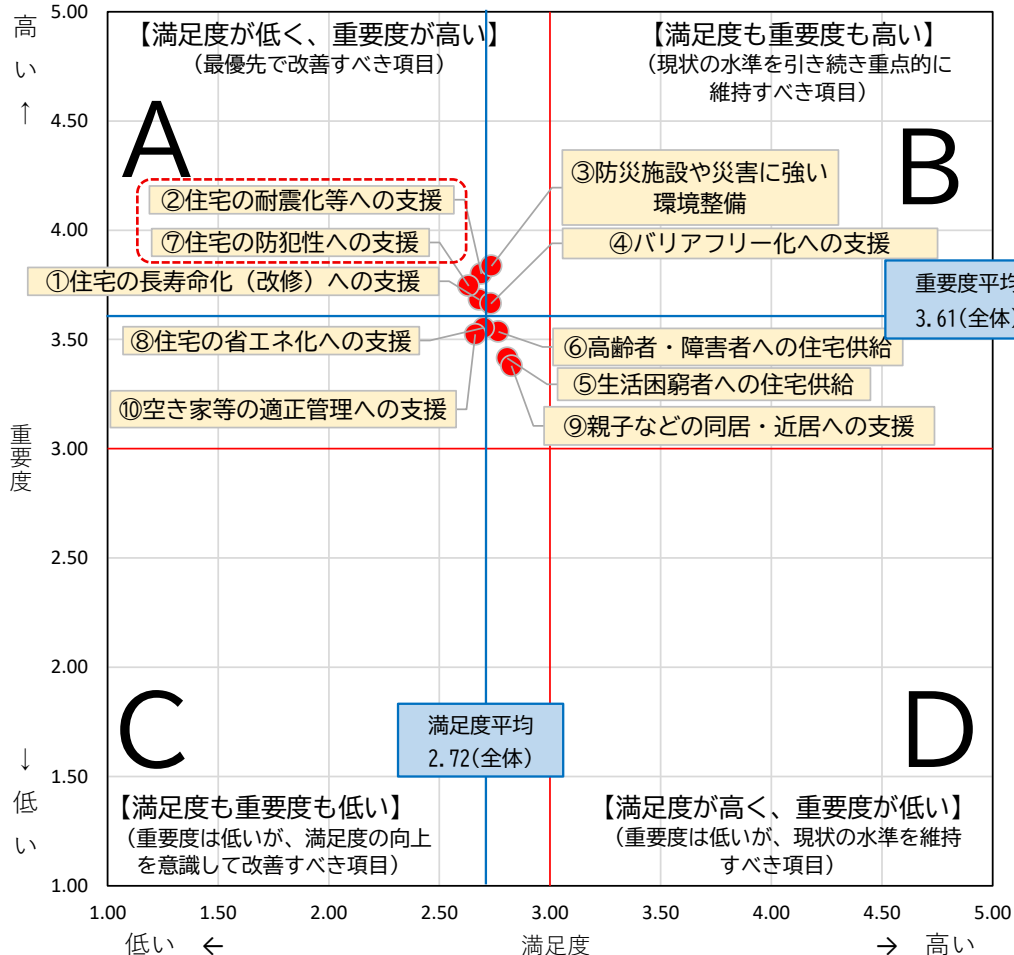 5.00
4.50
4.00
3.50
3.00
2.50
2.00
1.50
1.00
高
い
↑
重要度
↓
低
い
【満足度が低く、重要度が高い】
（最優先で改善すべき項目）
A
【満足度も重要度も高い】
（現状の水準を引き続き重点的に
維持すべき項目）
B
②住宅の耐震化等への支援
⑦住宅の防犯性への支援
①住宅の長寿命化（改修）への支援
③防災施設や災害に強い
環境整備
④バリアフリー化への支援
重要度平均
3.61(全体)
⑧住宅の省エネ化への支援
⑩空き家等の適正管理への支援
⑥高齢者・障害者への住宅供給
⑤生活困窮者への住宅供給
⑨親子などの同居・近居への支援
C
満足度平均
2.72(全体)
D
【満足度も重要度も低い】
（重要度は低いが、満足度の向上
を意識して改善すべき項目）
【満足度が高く、重要度が低い】
（重要度は低いが、現状の水準を維持
すべき項目）
1.00 1.50 2.00 2.50 3.00 3.50 4.00 4.50 5.00
低い ← 満足度 → 高い